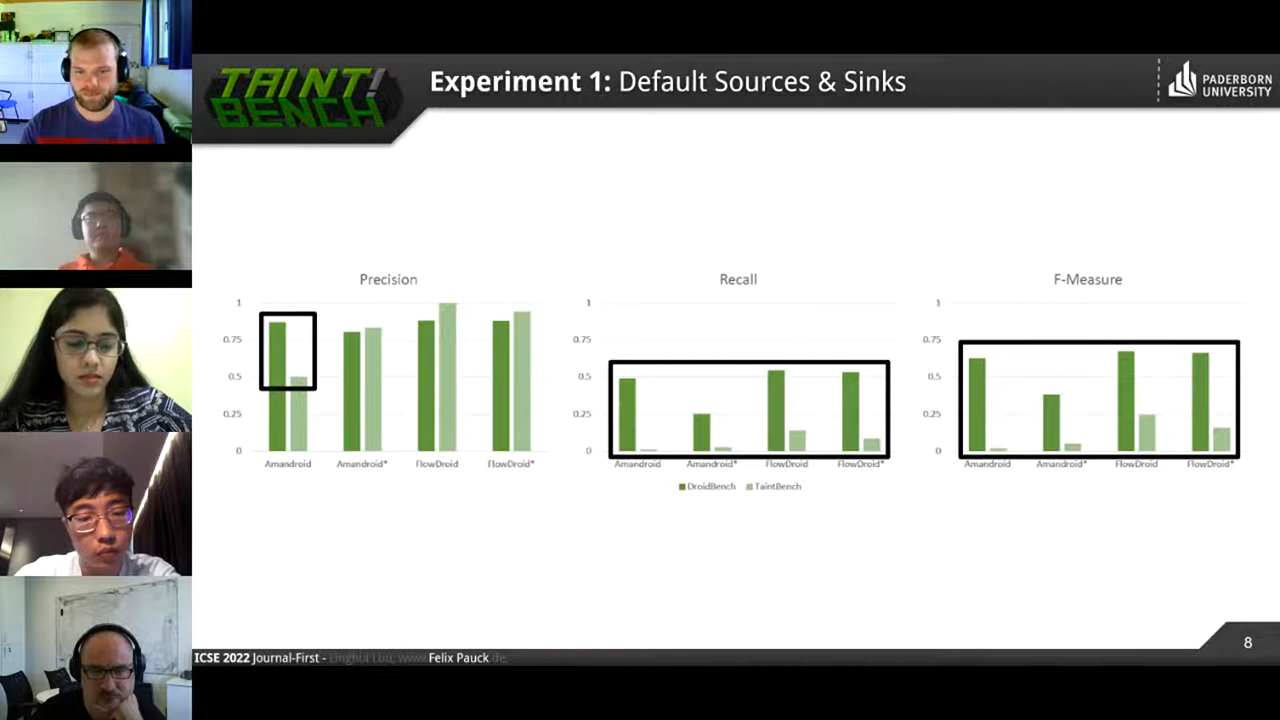 TAINT!
BENCH
Experiment 1: Default Sources & Sinks
PADERBORN
UNIVERSITY
Precision
1
0.75
0.5
0.25
0
Amandroid Amandroid* FlowDroid FlowDroid*
Recall
1
0.75
0.5
0.25
0
Amandroid Amandroid* FlowDroid FlowDroid*
F-Measure
1
0.75
0.5
0.25
0
Amandroid Amandroid* FlowDroid FlowDroid*
DroidBench TaintBench
ICSE 2022 Journal-First - Felix Pauck
8